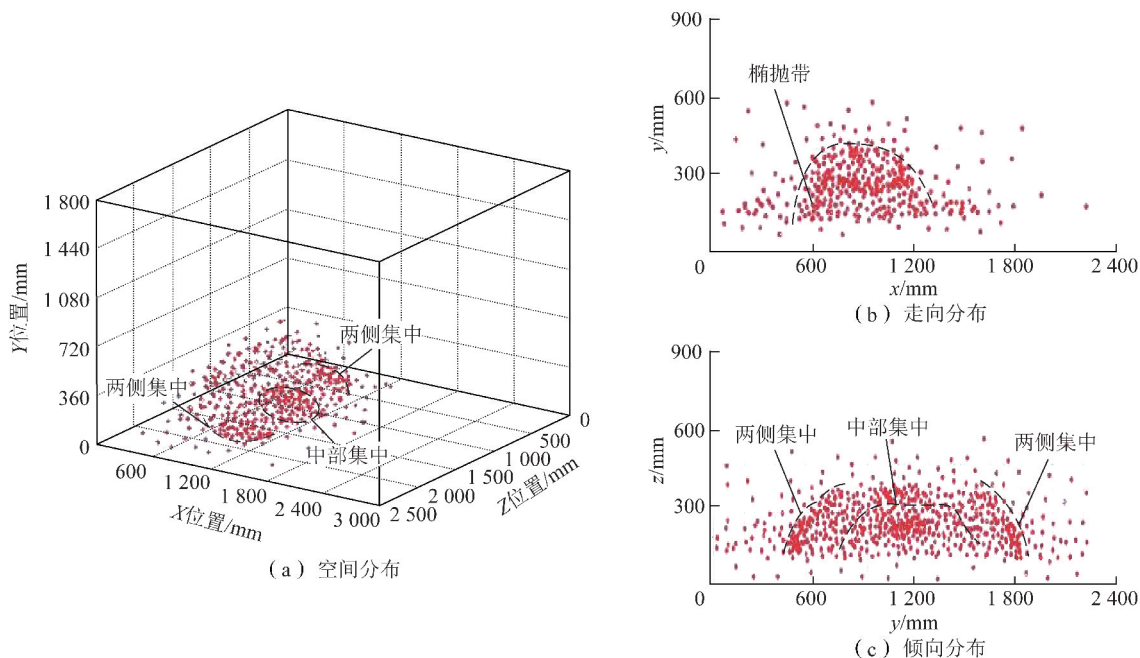 1 800
1 440
1 080
720
360
0
Y位置/mm
两侧集中
两侧集中
中部集中
600
1 200
1 800
2 400
3 000
X位置/mm
2 500
2 000
1 500
1 000
500
0
Z位置/mm
（a）空间分布
900
600
300
y/mm
椭抛带
0
600
1 200
1 800
2 400
x/mm
（b）走向分布
900
600
300
z/mm
两侧集中
中部集中
两侧集中
0
600
1 200
1 800
2 400
y/mm
（c）倾向分布